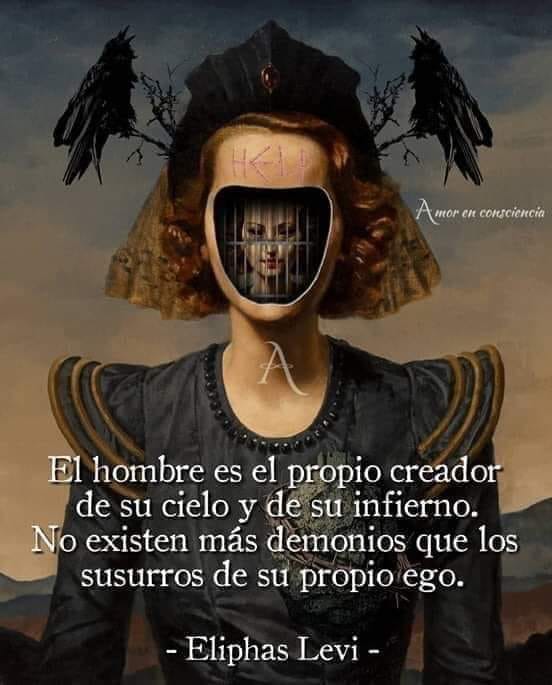 HELP
Amor en consciencia
A
El hombre es el propio creador
de su cielo y de su infierno.
No existen más demonios que los
susurros de su propio ego.
- Eliphas Levi -